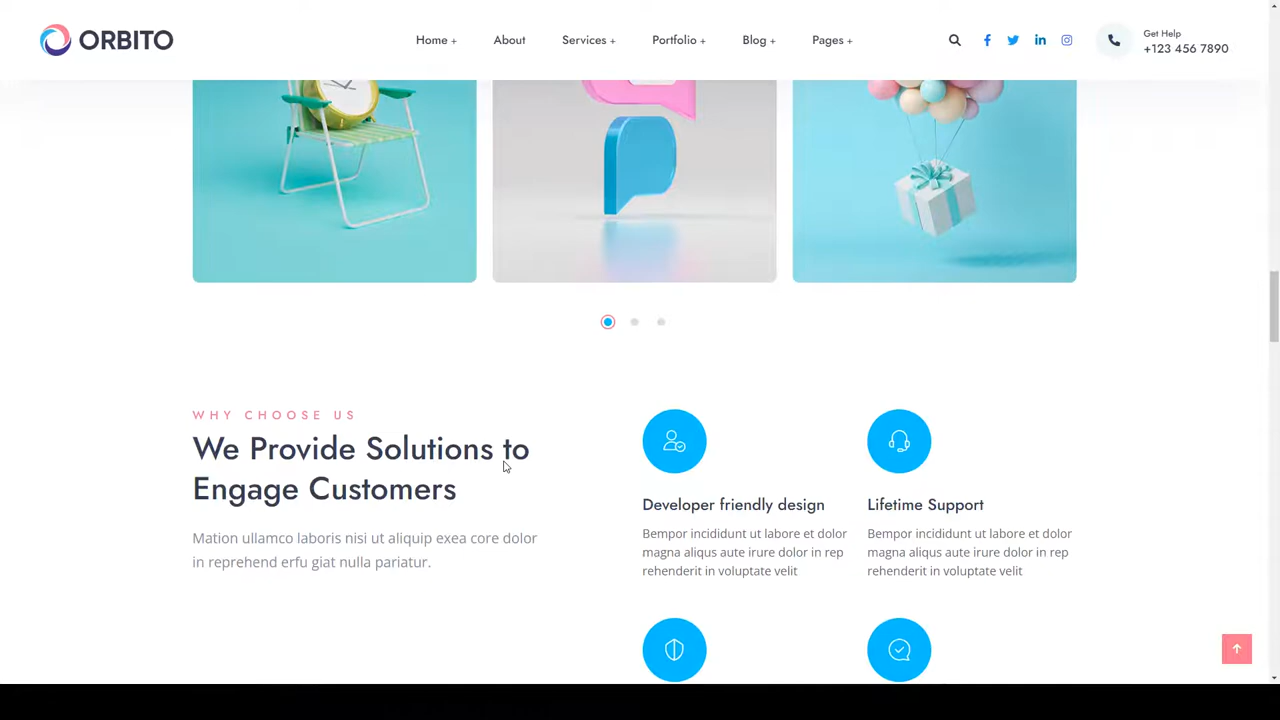 ORBITO
Home +
About
Services +
Portfolio +
Blog +
Pages +
Get Help
+123 456 7890
WHY CHOOSE US
We Provide Solutions to
Engage Customers
Mation ullamco laboris nisi ut aliquip exea core dolor
in reprehend erfu giat nulla pariatur.
Developer friendly design
Bempor incididunt ut labore et dolor
magna aliqus aute irure dolor in rep
rehenderit in voluptate velit
Lifetime Support
Bempor incididunt ut labore et dolor
magna aliqus aute irure dolor in rep
rehenderit in voluptate velit